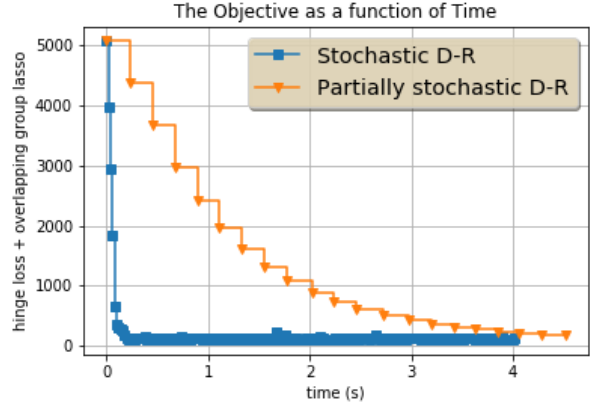 The Objective as a function of Time
hinge loss + overlapping group lasso
5000
4000
3000
2000
1000
0
Stochastic D-R
Partially stochastic D-R
0 1 2 3 4
time (s)